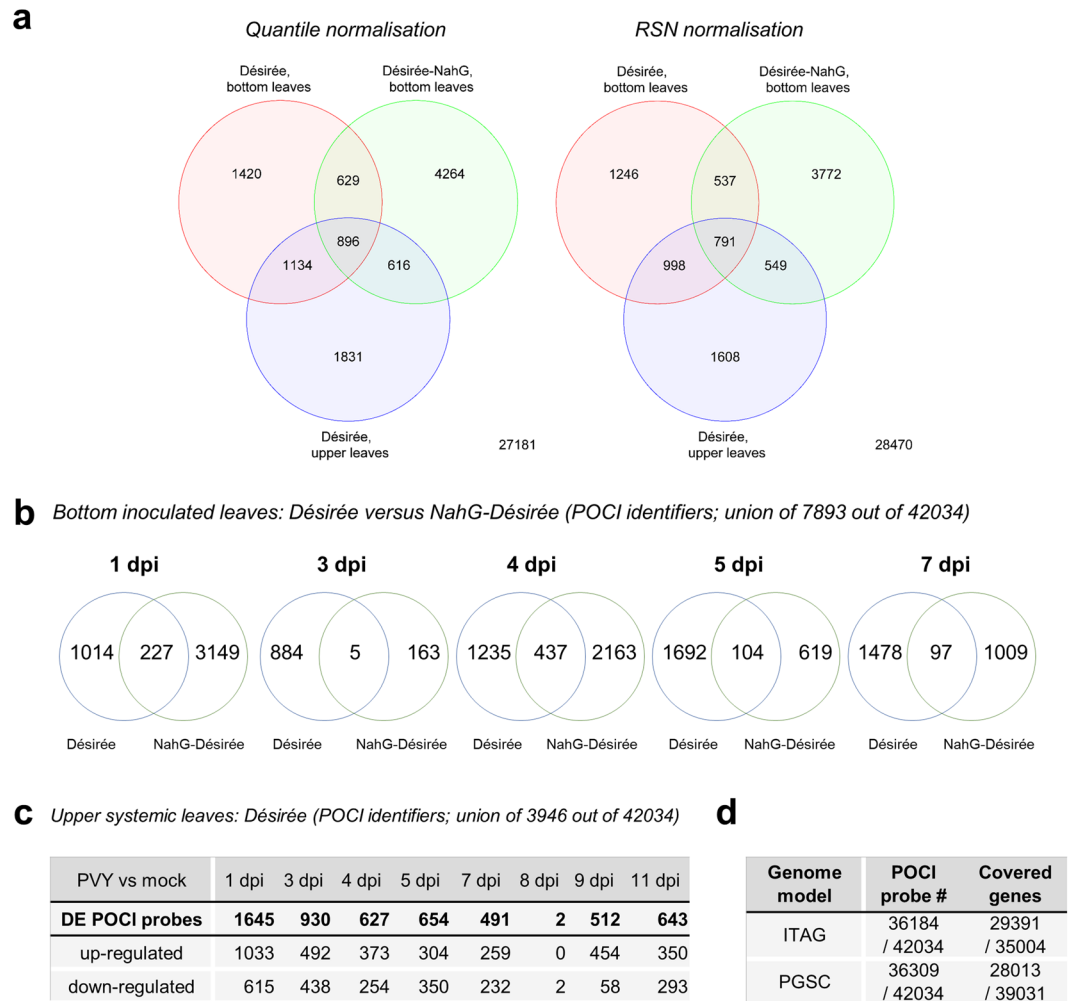 a
Quantile normalisation
RSN normalisation
Désirée,
bottom leaves
Désirée-NahG,
bottom leaves
Désirée,
bottom leaves
Désirée-NahG,
bottom leaves
1420
629
4264
896
1134
616
1831
Désirée,
upper leaves
27181
1246
537
3772
791
998
549
1608
Désirée,
upper leaves
28470
b
Bottom inoculated leaves: Désirée versus NahG-Désirée (POCI identifiers; union of 7893 out of 42034)
1 dpi
3 dpi
4 dpi
5 dpi
7 dpi
1014 227 3149
884 5 163
1235 437 2163
1692 104 619
1478 97 1009
Désirée NahG-Désirée
Désirée NahG-Désirée
Désirée NahG-Désirée
Désirée NahG-Désirée
Désirée NahG-Désirée
c
Upper systemic leaves: Désirée (POCI identifiers; union of 3946 out of 42034)
PVY vs mock 1 dpi 3 dpi 4 dpi 5 dpi 7 dpi 8 dpi 9 dpi 11 dpi
DE POCI probes 1645 930 627 654 491 2 512 643
up-regulated 1033 492 373 304 259 0 454 350
down-regulated 615 438 254 350 232 2 58 293
d
Genome
model
POCI
probe #
Covered
genes
ITAG
36184
/ 42034
29391
/ 35004
PGSC
36309
/ 42034
28013
/ 39031